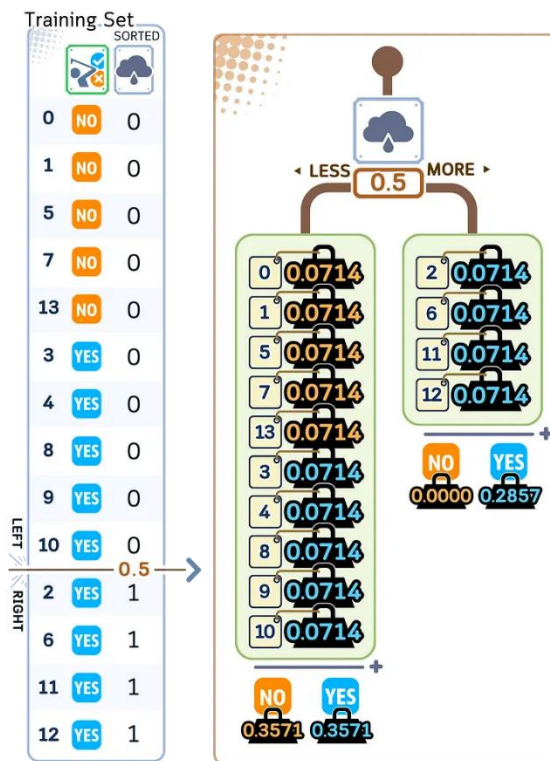 Training Set
SORTED
0 NO 0
1 NO 0
5 NO 0
7 NO 0
13 NO 0
3 YES 0
4 YES 0
8 YES 0
9 YES 0
10 YES 0
LEFT
0.5
RIGHT
2 YES 1
6 YES 1
11 YES 1
12 YES 1
LESS MORE
0.5
0 0.0714
1 0.0714
5 0.0714
7 0.0714
13 0.0714
3 0.0714
4 0.0714
8 0.0714
9 0.0714
10 0.0714
+
NO YES
0.3571 0.3571
2 0.0714
6 0.0714
11 0.0714
12 0.0714
+
NO YES
0.0000 0.2857